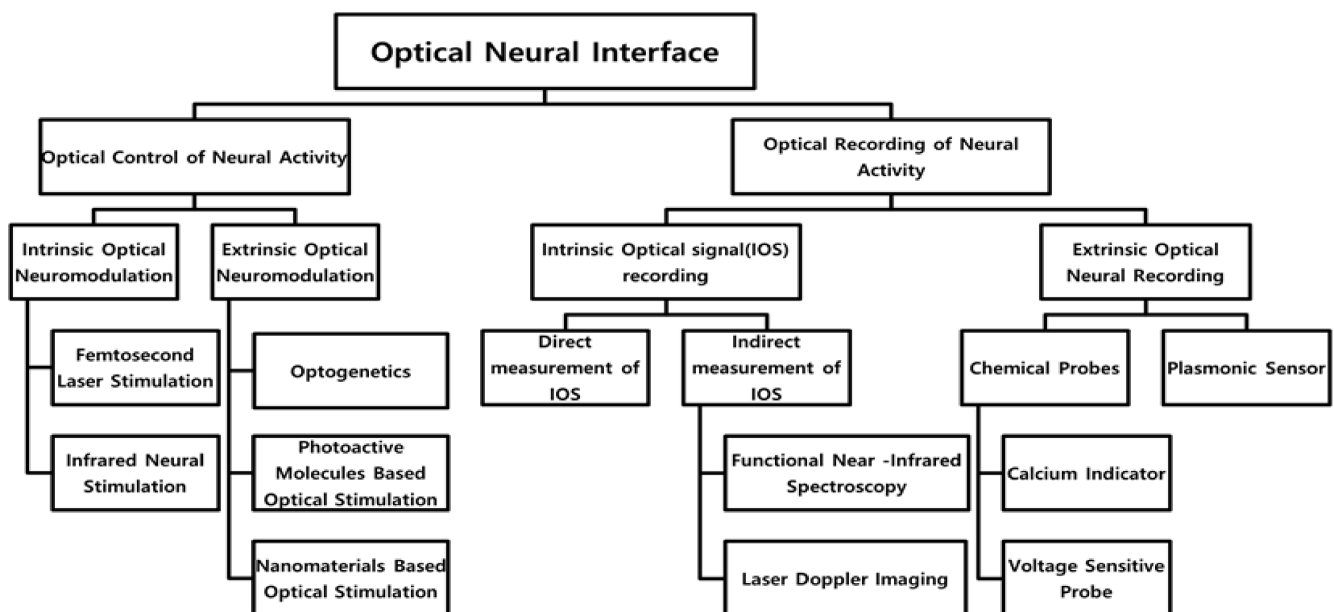 Optical Neural Interface
Optical Control of Neural Activity
Optical Recording of Neural
Activity
Intrinsic Optical
Neuromodulation
Extrinsic Optical
Neuromodulation
Intrinsic Optical signal(IOS)
recording
Extrinsic Optical
Neural Recording
Femtosecond
Laser Stimulation
Optogenetics
Direct
measurement of
IOS
Indirect
measurement of
IOS
Chemical Probes
Plasmonic Sensor
Infrared Neural
Stimulation
Photoactive
Molecules Based
Optical Stimulation
Functional Near -Infrared
Spectroscopy
Calcium Indicator
Nanomaterials Based
Optical Stimulation
Laser Doppler Imaging
Voltage Sensitive
Probe